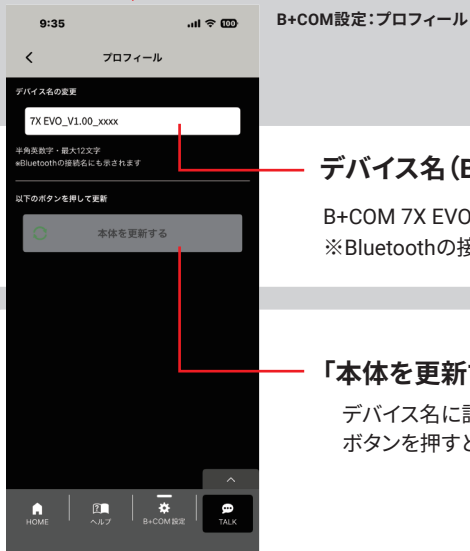 9:35
100
プロフィール
デバイス名の変更
7X EVO_V1.00_xxxx
半角英数字・最大12文字
※Bluetoothの接続名にも示されます
以下のボタンを押して更新
本体を更新する
HOME
ヘルプ
B+COM設定
TALK
B+COM設定:プロフィール
デバイス名(
B+COM 7X EVO
※Bluetoothの接
「本体を更新
デバイス名に
ボタンを押すと